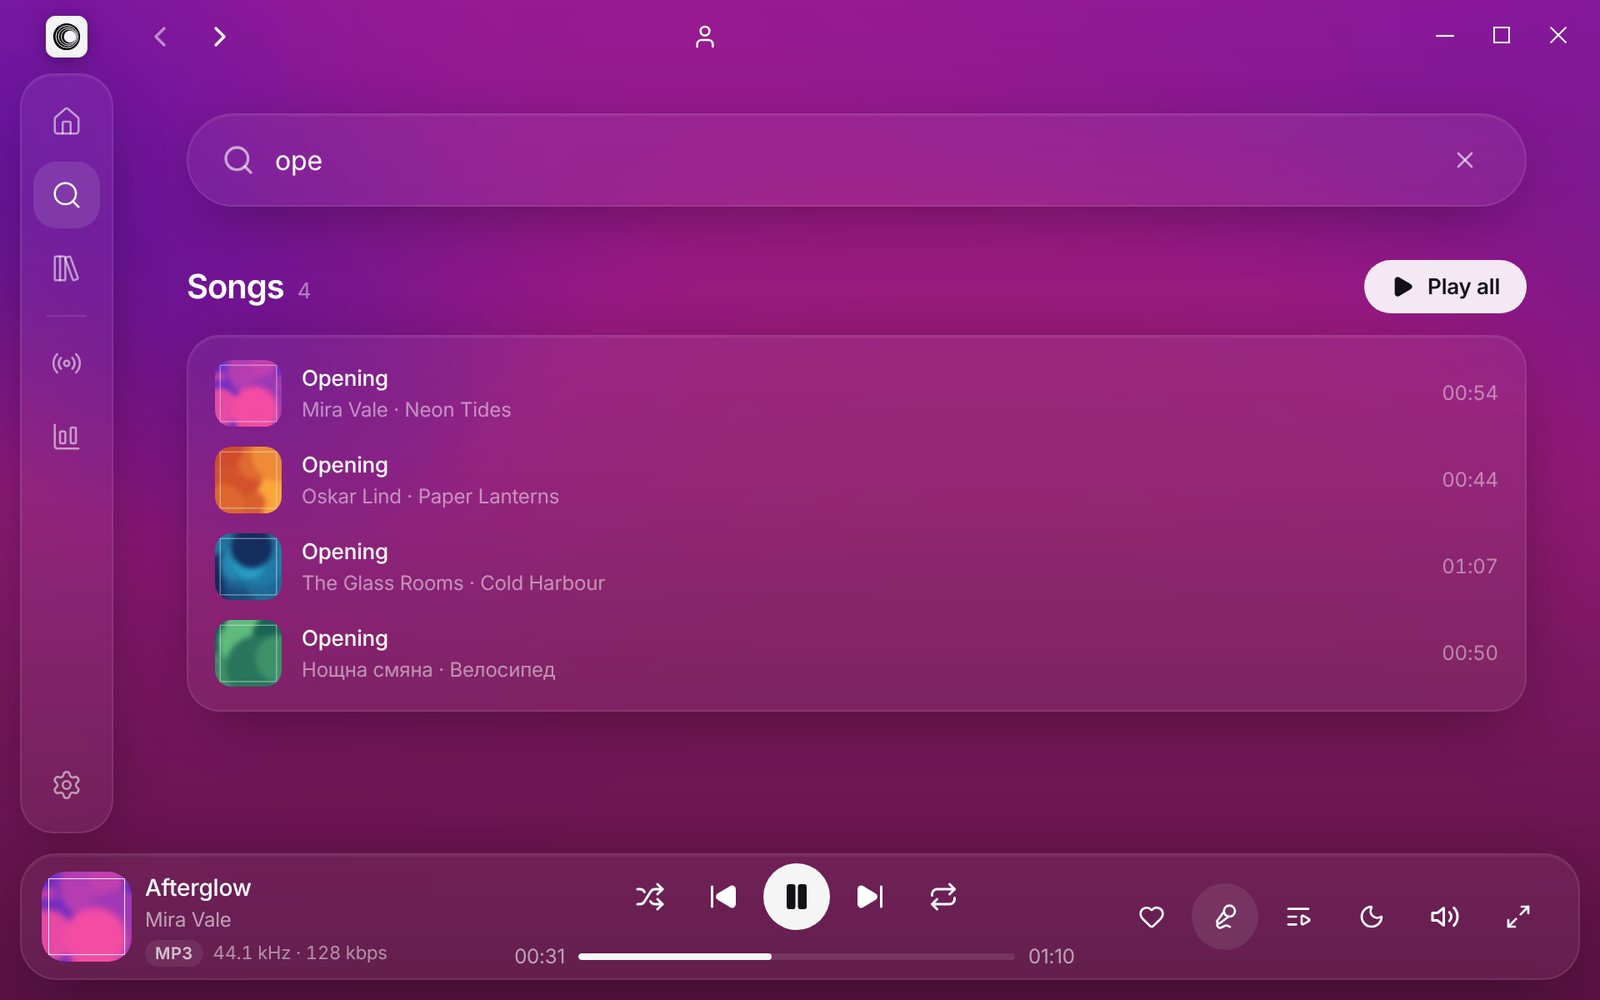 ope
Songs 4
Play all
Opening
Mira Vale · Neon Tides
00:54
Opening
Oskar Lind · Paper Lanterns
00:44
Opening
The Glass Rooms · Cold Harbour
01:07
Opening
Нощна смяна · Велосипед
00:50
Afterglow
Mira Vale
MP3 44.1 kHz · 128 kbps
00:31
01:10